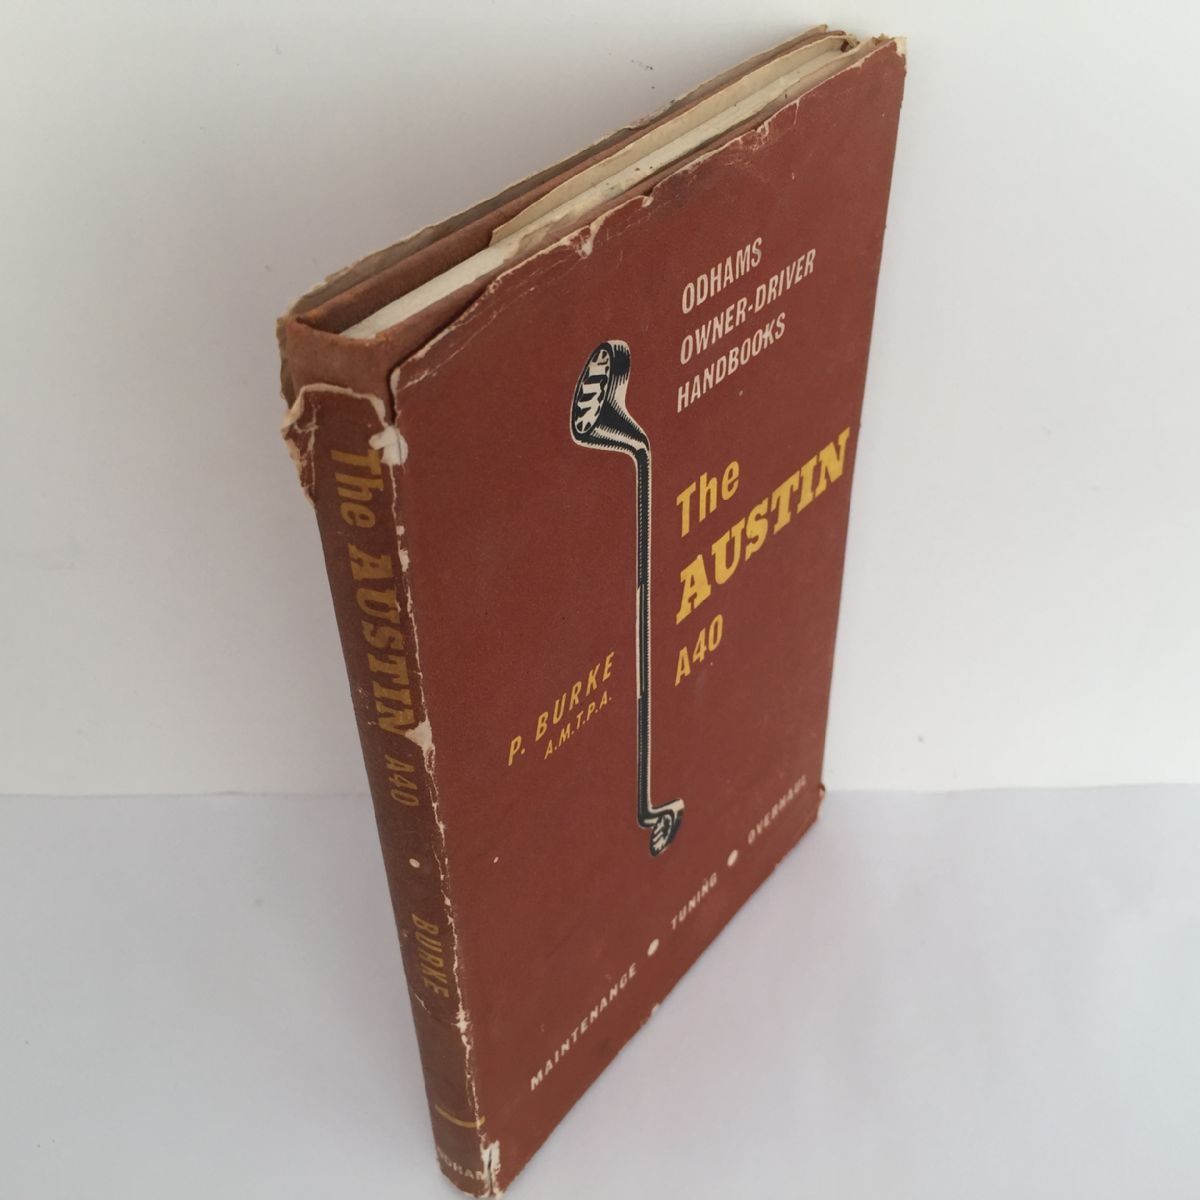 ODHAMS
OWNER-DRIVER
HANDBOOKS
The
AUSTIN
A40
P. BURKE
A.M.T.P.A.
MAINTENANCE • TUNING • OVERHAUL
The AUSTIN A40 • BURKE